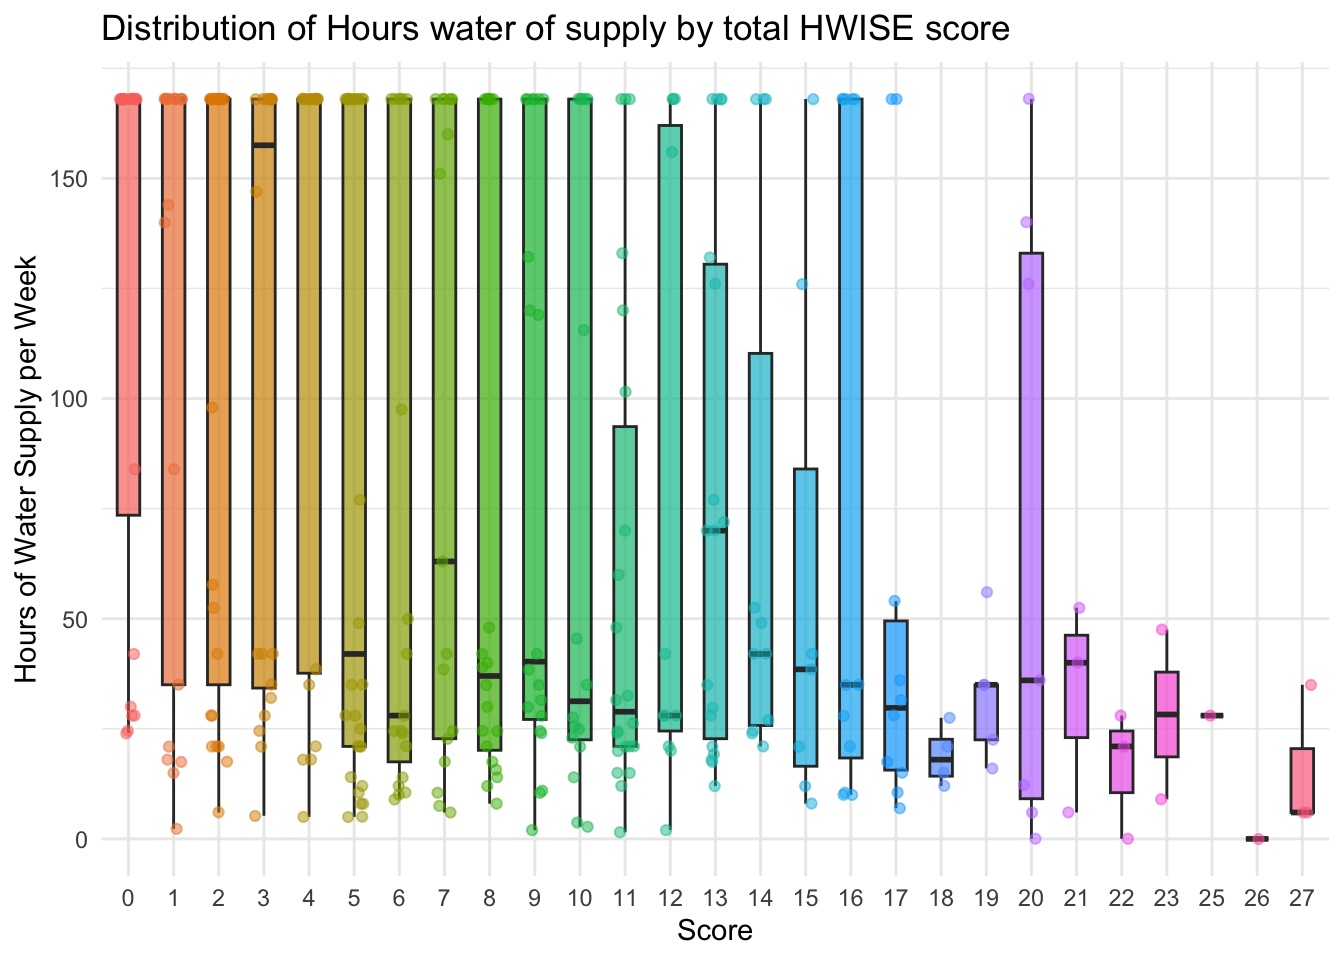 Distribution of Hours water of supply by total HWISE score
Hours of Water Supply per Week
150
100
50
0
0 1 2 3 4 5 6 7 8 9 10 11 12 13 14 15 16 17 18 19 20 21 22 23 25 26 27
Score